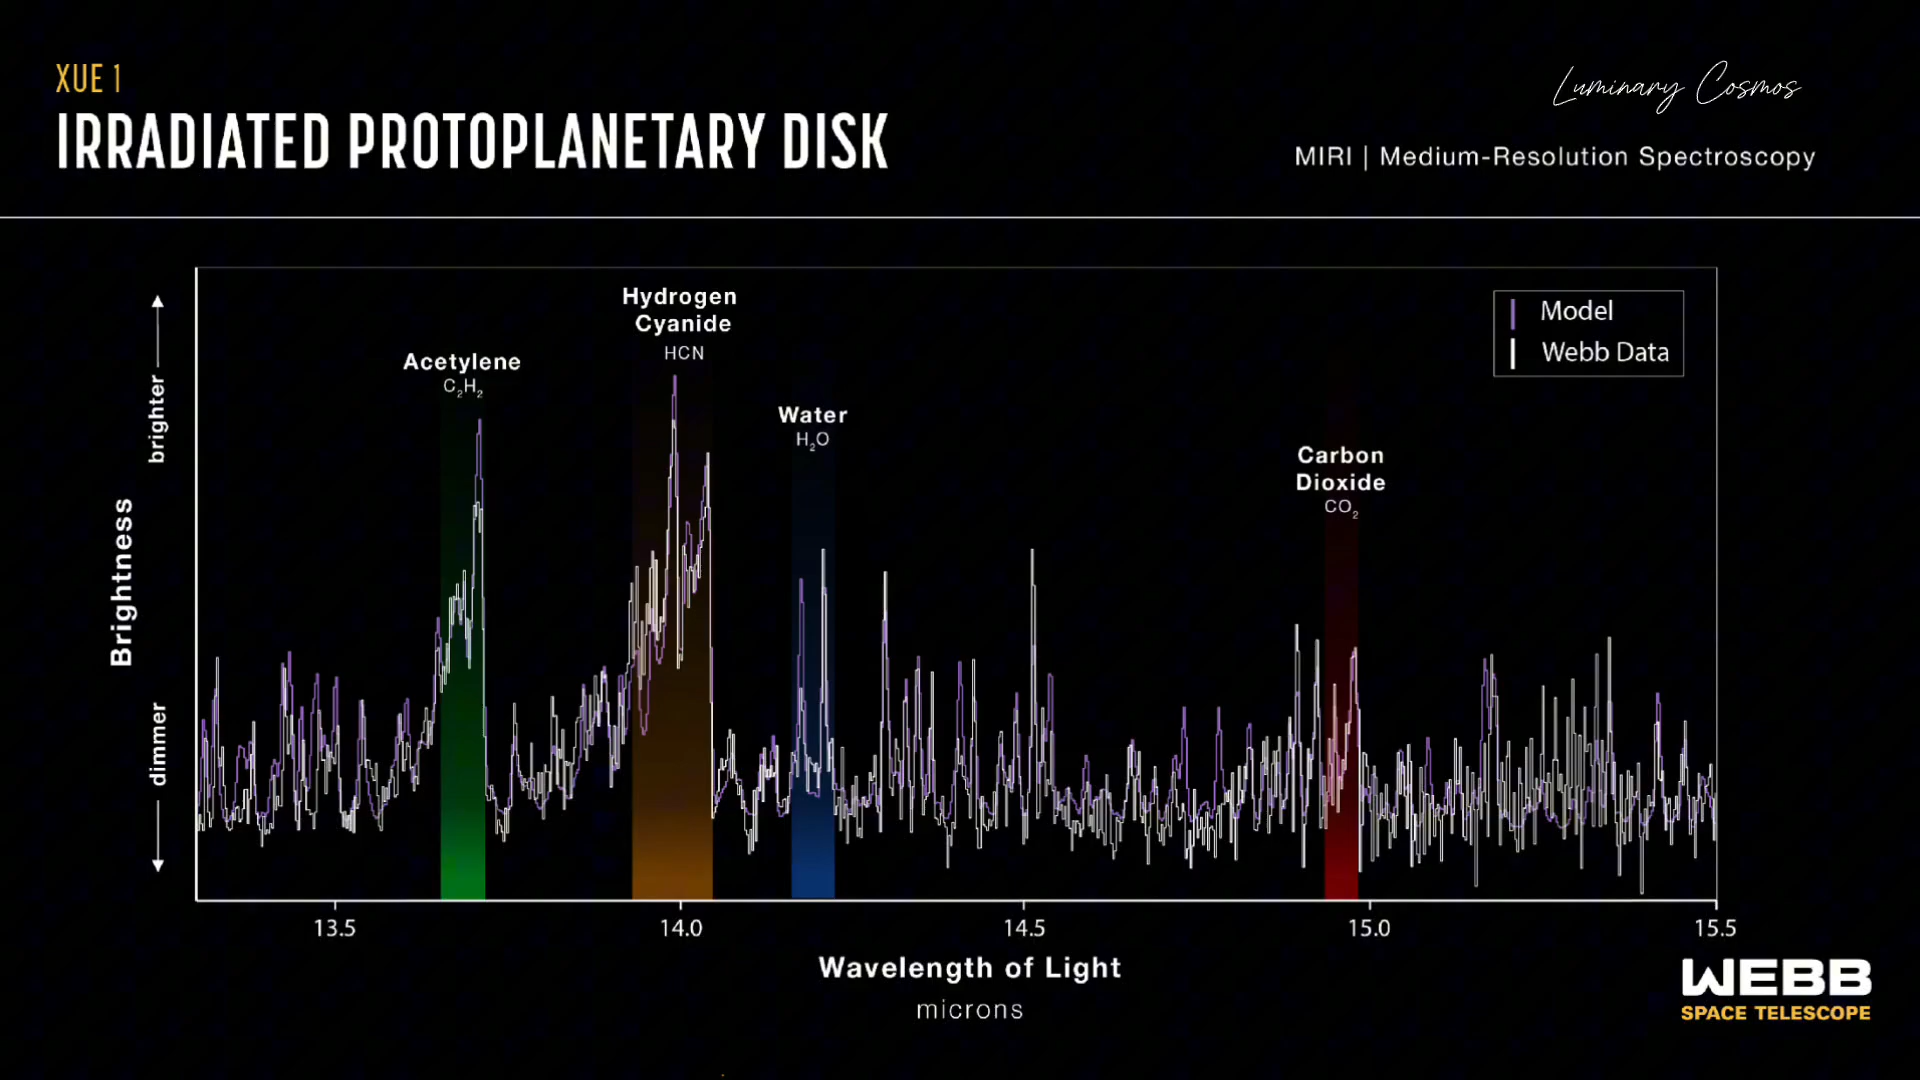 XUE 1
IRRADIATED PROTOPLANETARY DISK
Luminary Cosmos
MIRI | Medium-Resolution Spectroscopy
Hydrogen
Cyanide
HCN
Acetylene
C₂H₂
Water
H₂O
Carbon
Dioxide
CO₂
Model
Webb Data
brighter
Brightness
dimmer
13.5 14.0 14.5 15.0 15.5
Wavelength of Light
microns
WEBB
SPACE TELESCOPE